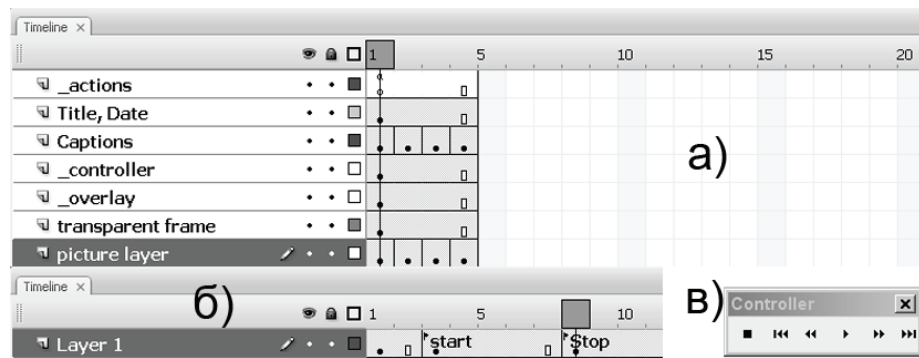 Timeline ×
1 5 10 15 20
_actions
Title, Date
Captions
а)
_controller
_overlay
transparent frame
picture layer
Timeline ×
б)
1 5 10
Layer 1 start Stop
в)
Controller